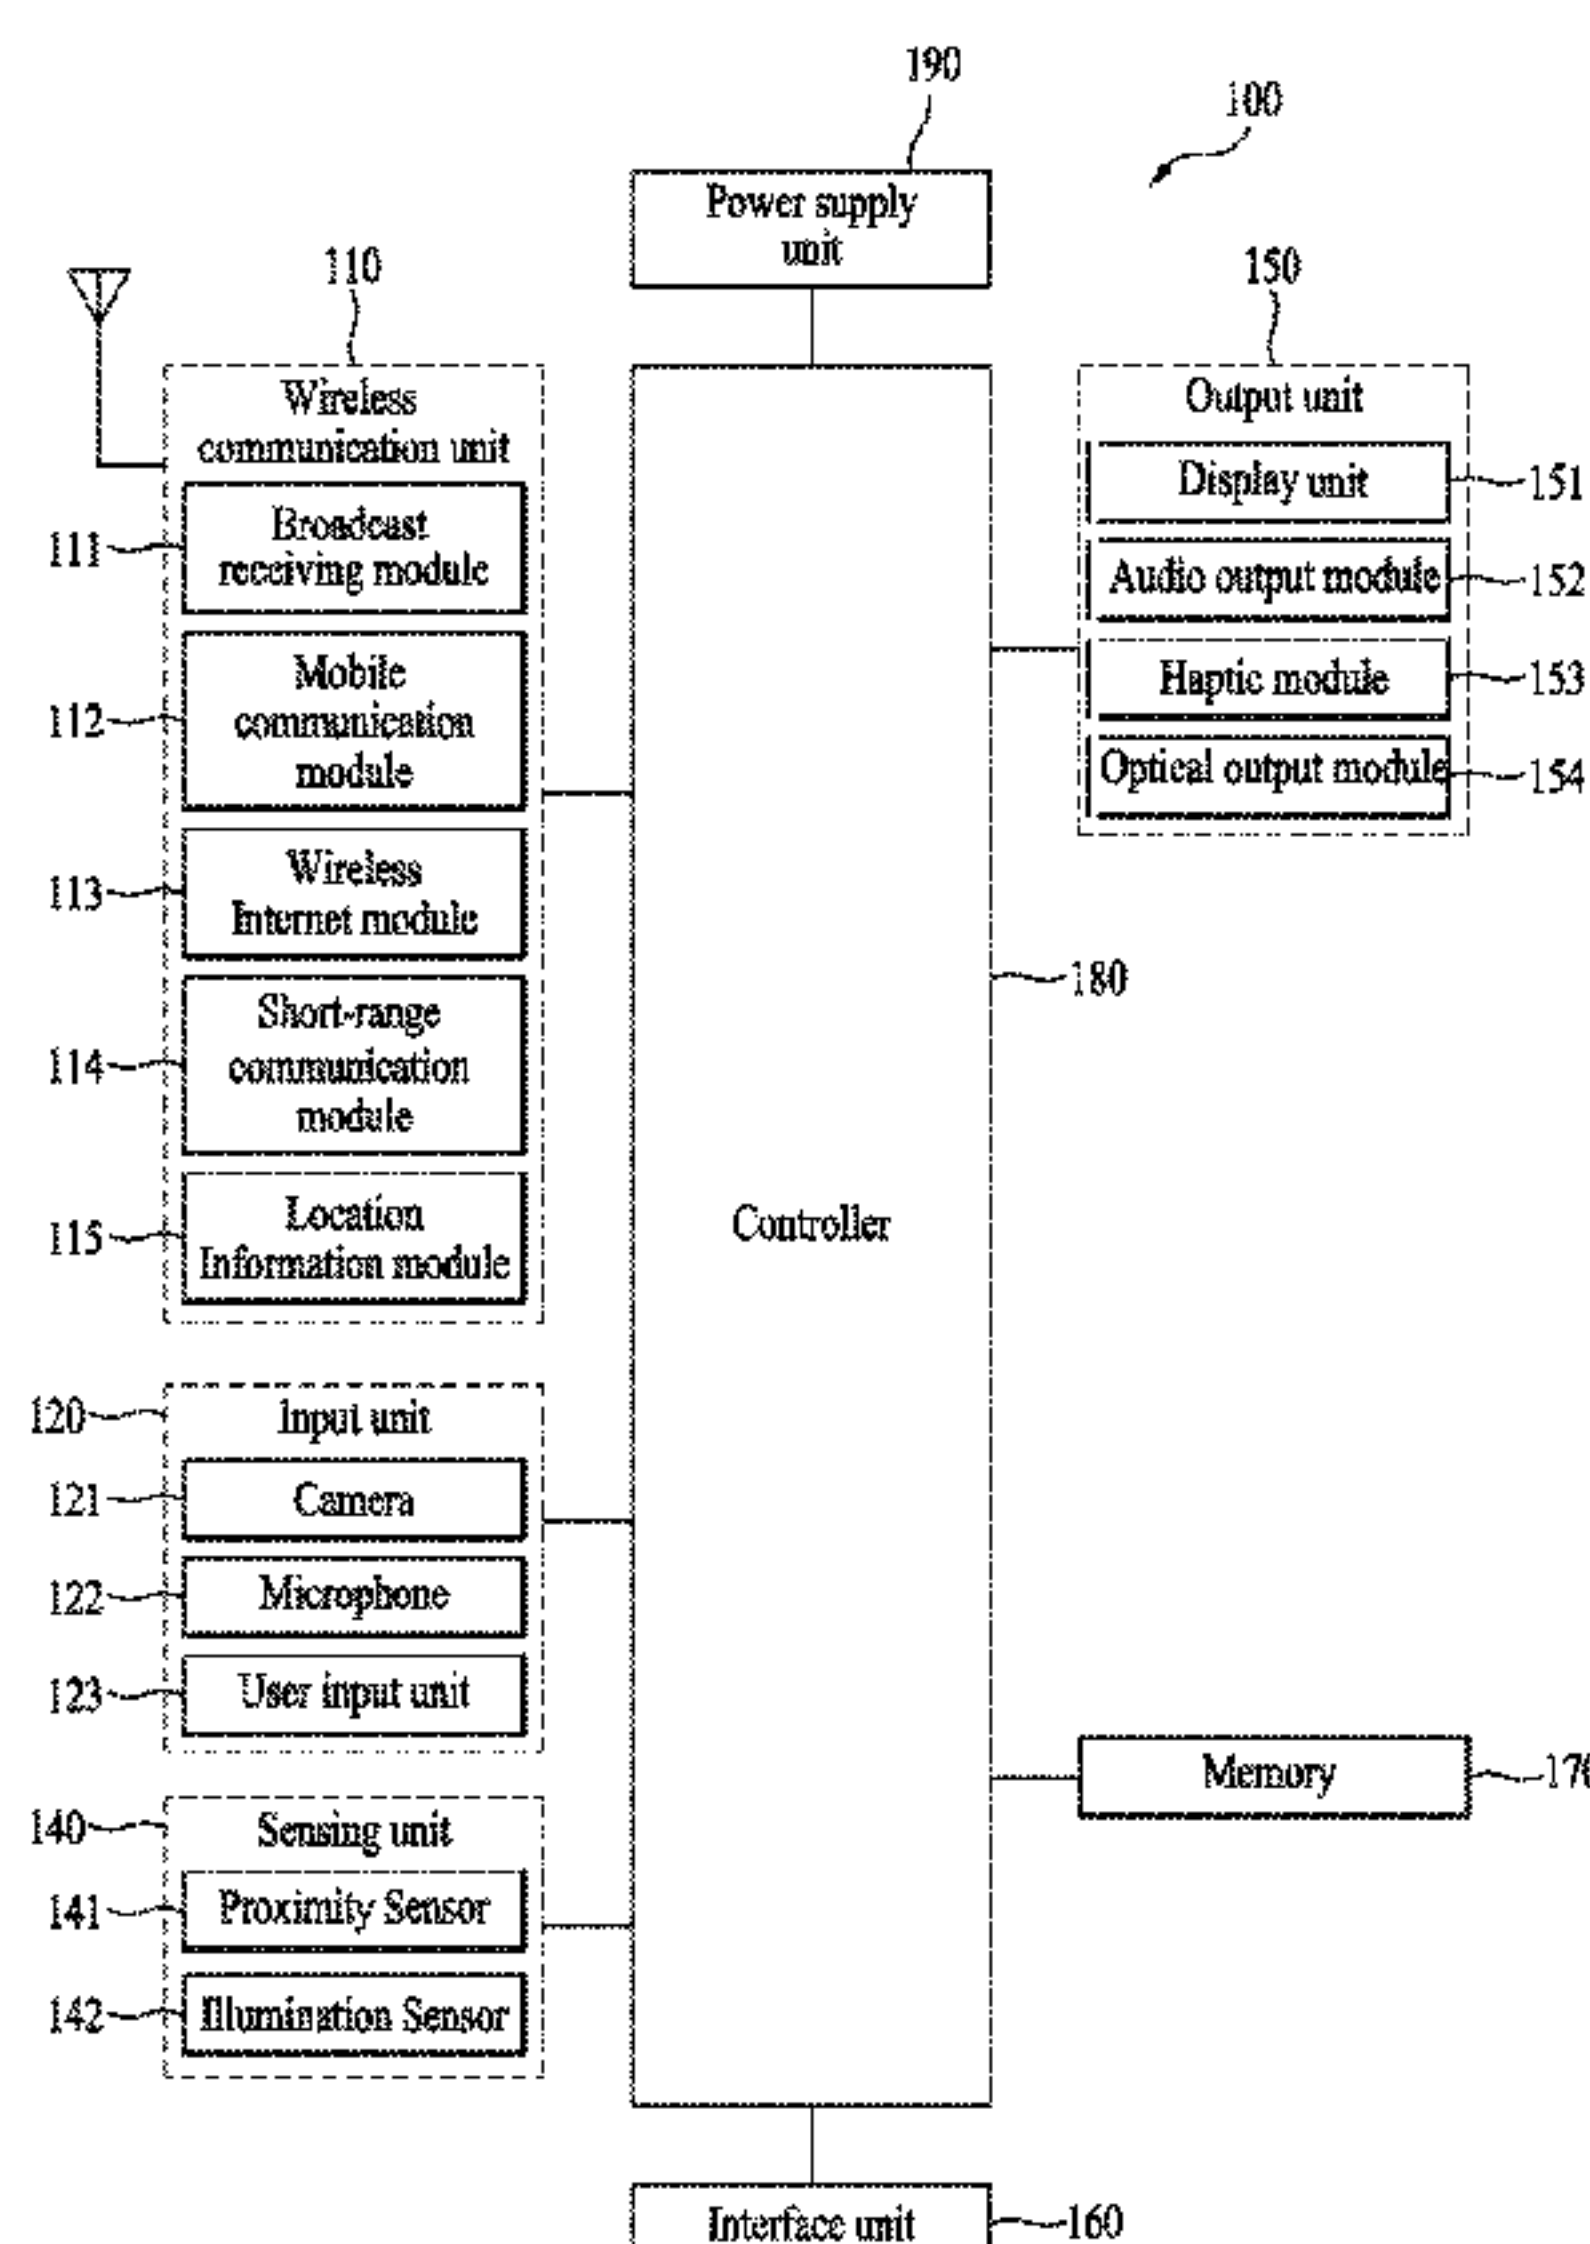 190
100
Power supply
unit
110
150
Wireless
communication unit
Output unit
Display unit
151
111
Broadcast
receiving module
Audio output module
152
112
Mobile
communication
module
Haptic module
153
Optical output module
154
113
Wireless
Internet module
180
114
Short-range
communication
module
115
Location
Information module
Controller
120
Input unit
121
Camera
122
Microphone
123
User input unit
Memory
170
140
Sensing unit
141
Proximity Sensor
142
Illumination Sensor
Interface unit
160